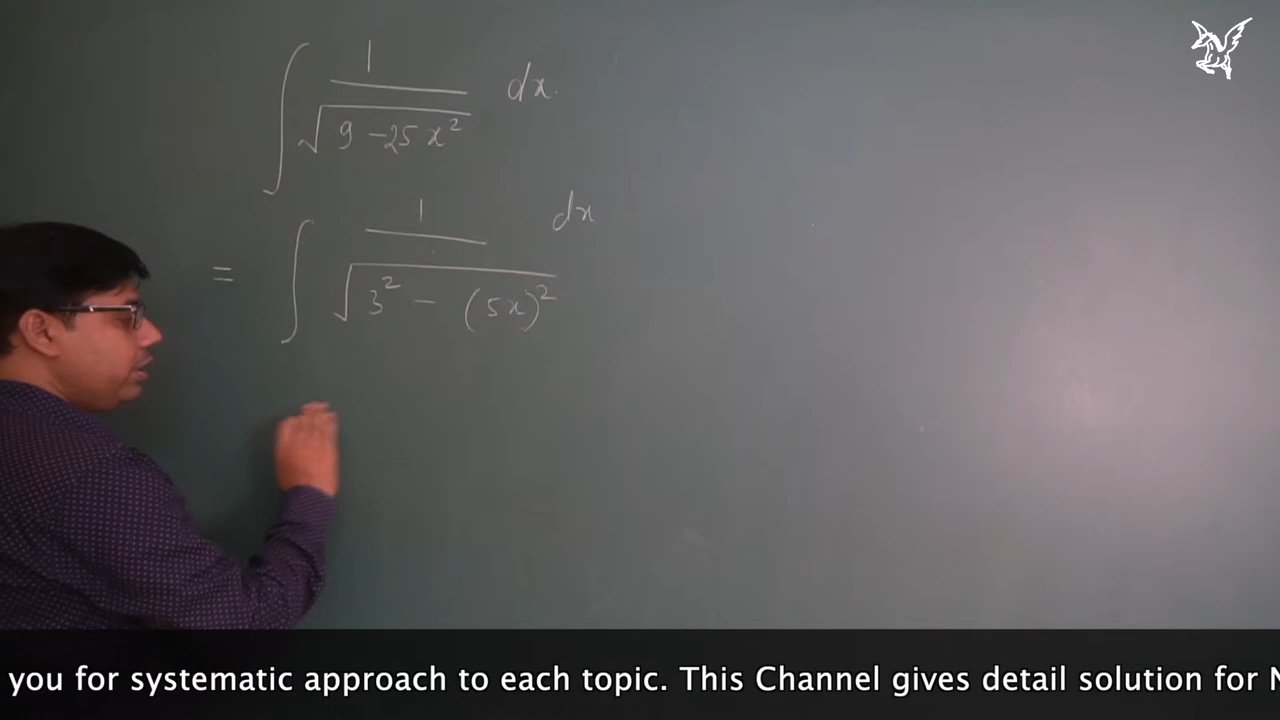 ∫ 1/√(9 – 25x²) dx.
= ∫ 1/√(3² – (5x)²) dx
you for systematic approach to each topic. This Channel gives detail solution for N